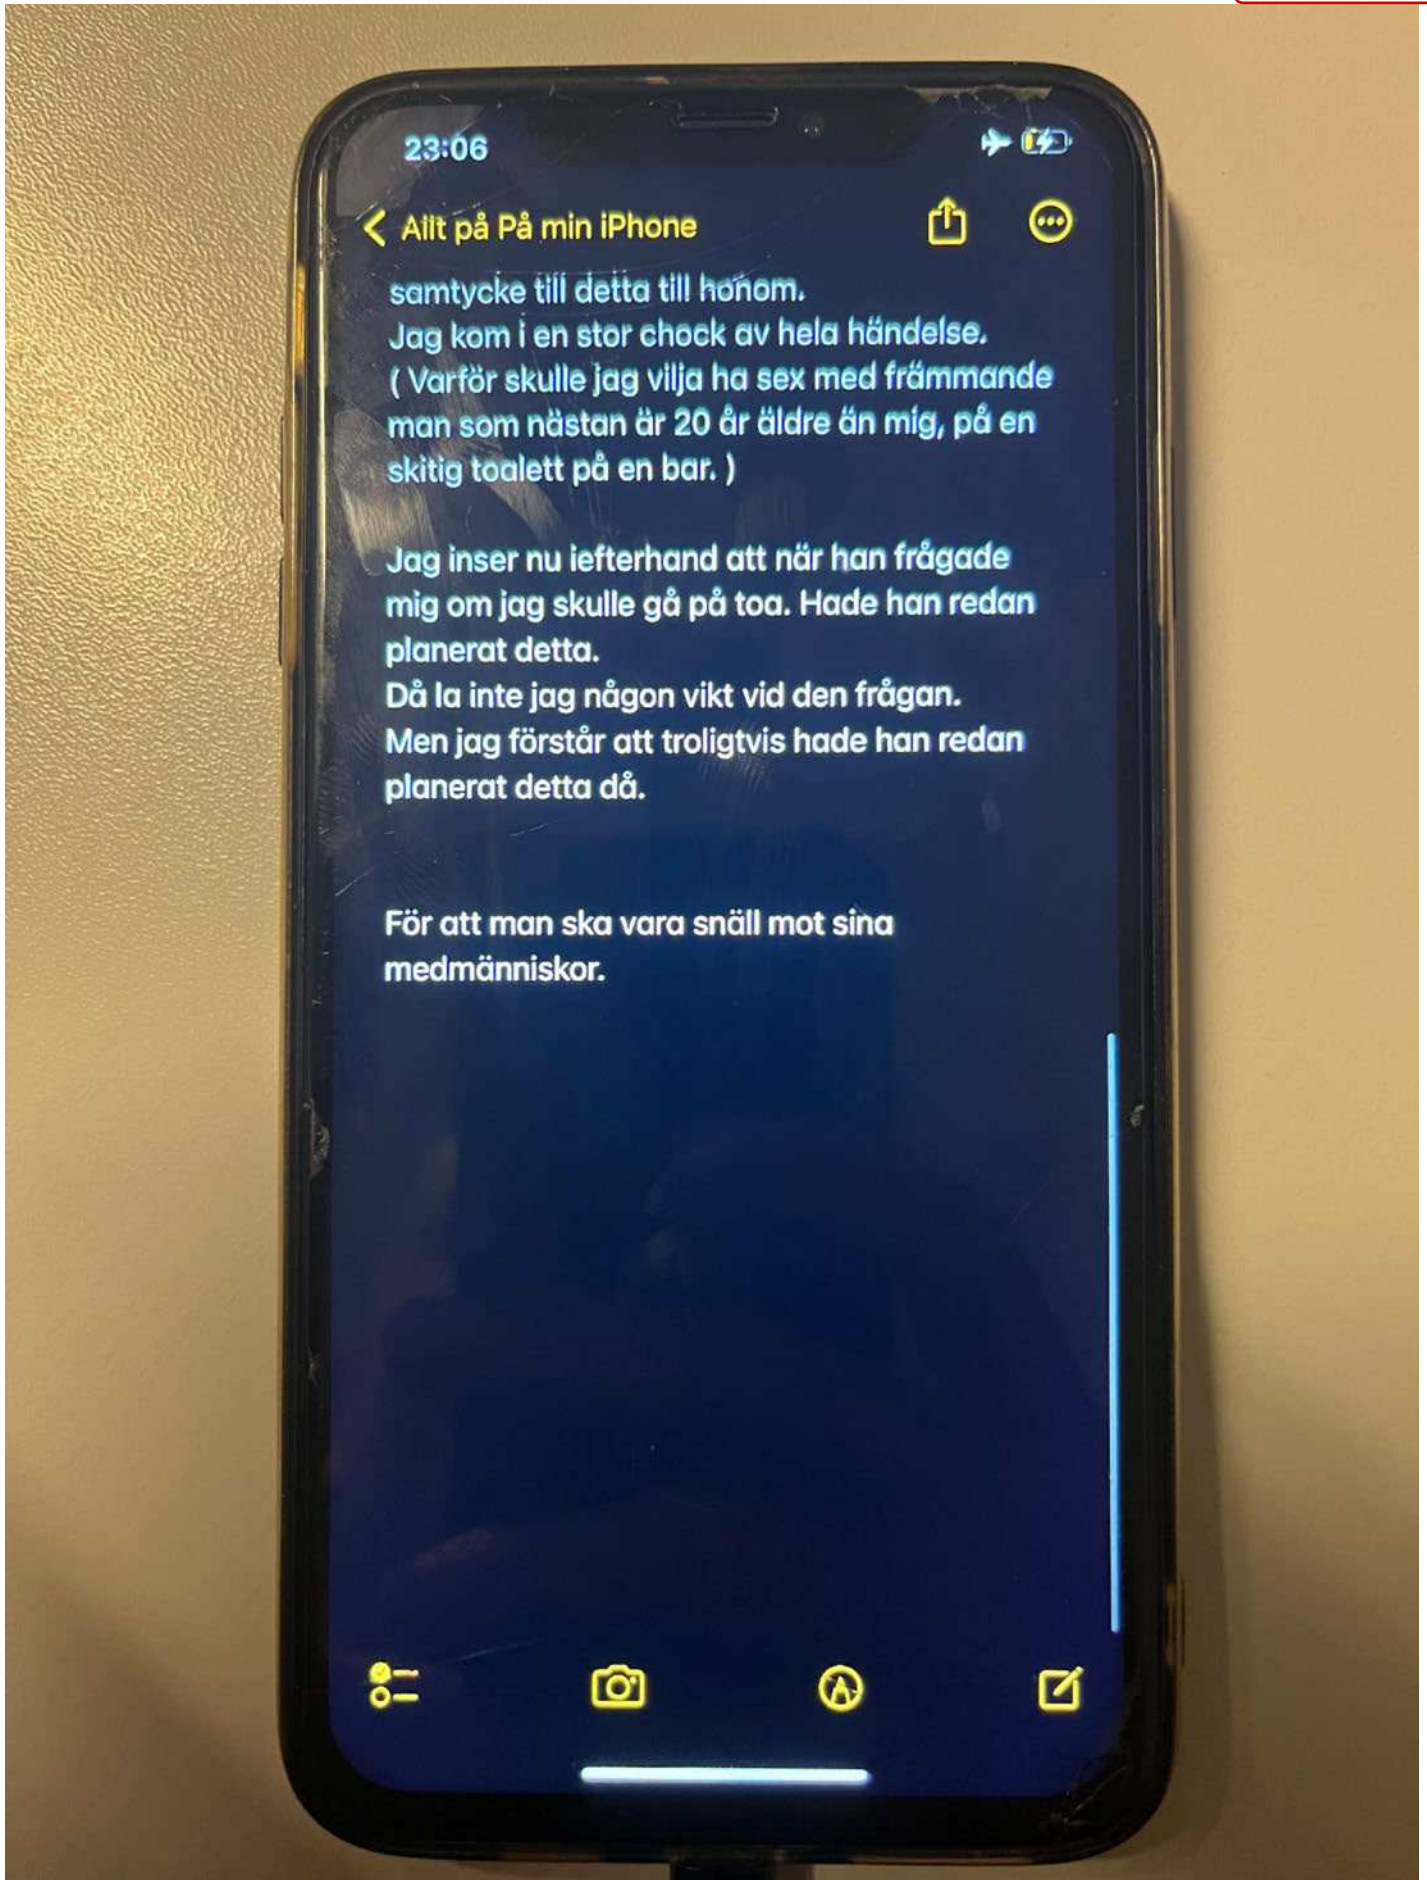 23:06
Allt på På min iPhone
samtycke till detta till honom.
Jag kom i en stor chock av hela händelse.
( Varför skulle jag vilja ha sex med främmande
man som nästan är 20 år äldre än mig, på en
skitig toalett på en bar. )
Jag inser nu iefterhand att när han frågade
mig om jag skulle gå på toa. Hade han redan
planerat detta.
Då la inte jag någon vikt vid den frågan.
Men jag förstår att troligtvis hade han redan
planerat detta då.
För att man ska vara snäll mot sina
medmänniskor.